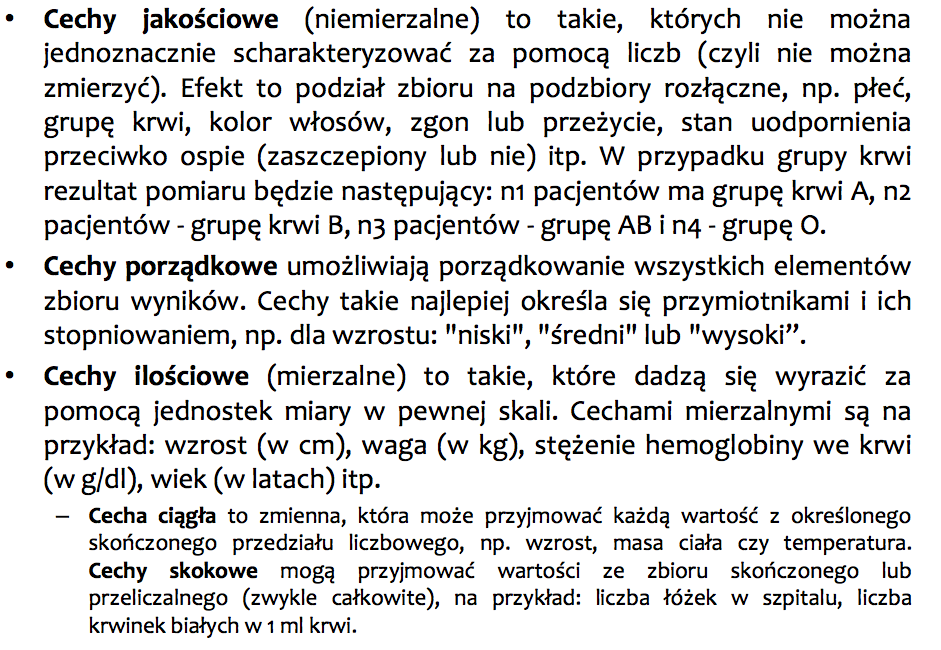 • Cechy jakościowe (niemierzalne) to takie, których nie można
jednoznacznie scharakteryzować za pomocą liczb (czyli nie można
zmierzyć). Efekt to podział zbioru na podzbiory rozłączne, np. płeć,
grupę krwi, kolor włosów, zgon lub przeżycie, stan uodpornienia
przeciwko ospie (zaszczepiony lub nie) itp. W przypadku grupy krwi
rezultat pomiaru będzie następujący: n1 pacjentów ma grupę krwi A, n2
pacjentów - grupę krwi B, n3 pacjentów - grupę AB i n4 - grupę O.
• Cechy porządkowe umożliwiają porządkowanie wszystkich elementów
zbioru wyników. Cechy takie najlepiej określa się przymiotnikami i ich
stopniowaniem, np. dla wzrostu: "niski", "średni" lub "wysoki”.
• Cechy ilościowe (mierzalne) to takie, które dadzą się wyrazić za
pomocą jednostek miary w pewnej skali. Cechami mierzalnymi są na
przykład: wzrost (w cm), waga (w kg), stężenie hemoglobiny we krwi
(w g/dl), wiek (w latach) itp.
– Cecha ciągła to zmienna, która może przyjmować każdą wartość z określonego
skończonego przedziału liczbowego, np. wzrost, masa ciała czy temperatura.
Cechy skokowe mogą przyjmować wartości ze zbioru skończonego lub
przeliczalnego (zwykle całkowite), na przykład: liczba łóżek w szpitalu, liczba
krwinek białych w 1 ml krwi.